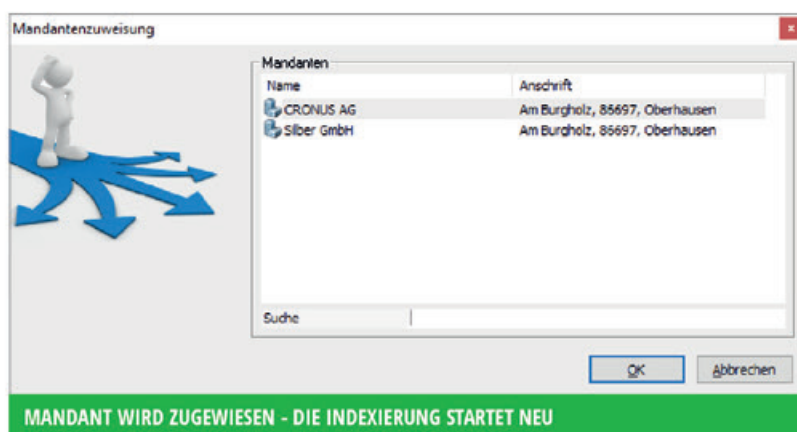 Mandantenzuweisung
x
Mandanten
Name Anschrift
CRONUS AG Am Burgholz, 86697, Oberhausen
Silber GmbH Am Burgholz, 86697, Oberhausen
Suche
OK Abbrechen
MANDANT WIRD ZUGEWIESEN - DIE INDEXIERUNG STARTET NEU